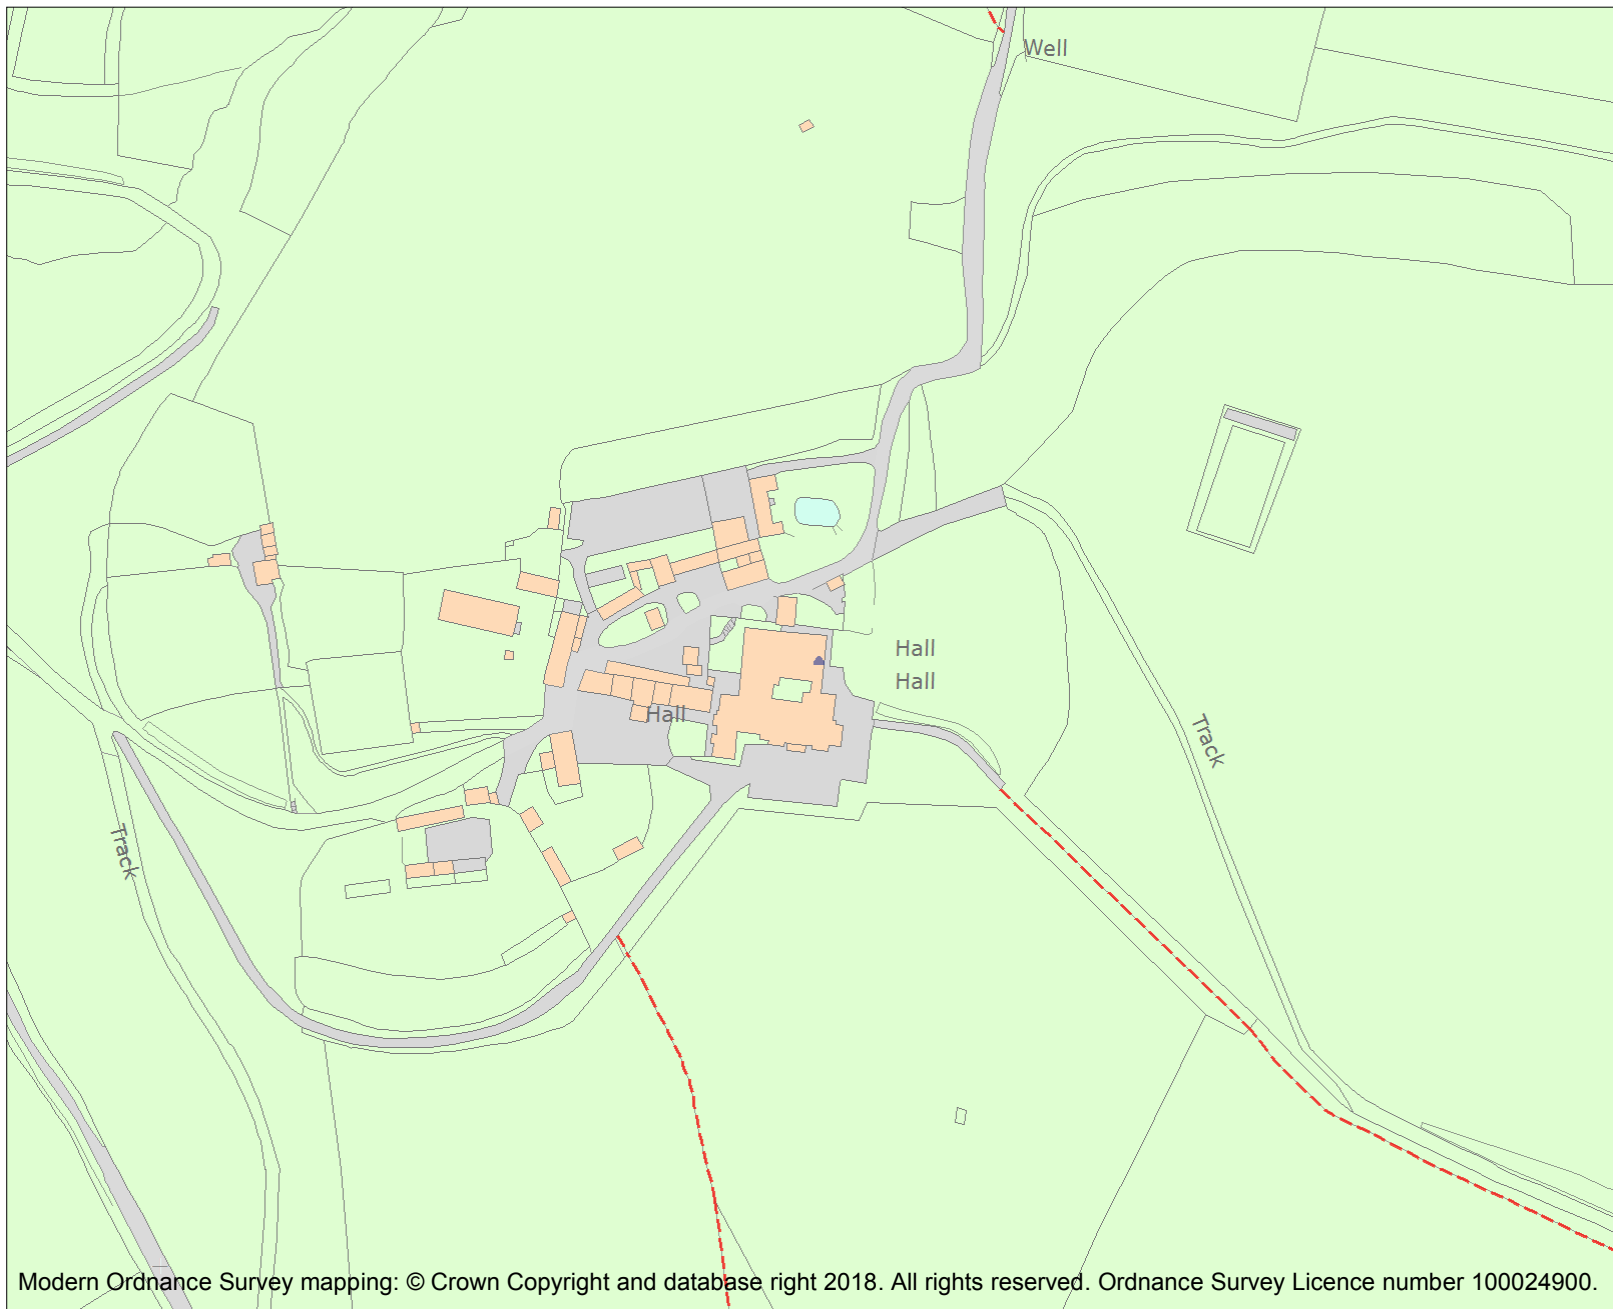 Well
Hall
Hall
Hall
Track
Track
Modern Ordnance Survey mapping: © Crown Copyright and database right 2018. All rights reserved. Ordnance Survey Licence number 100024900.